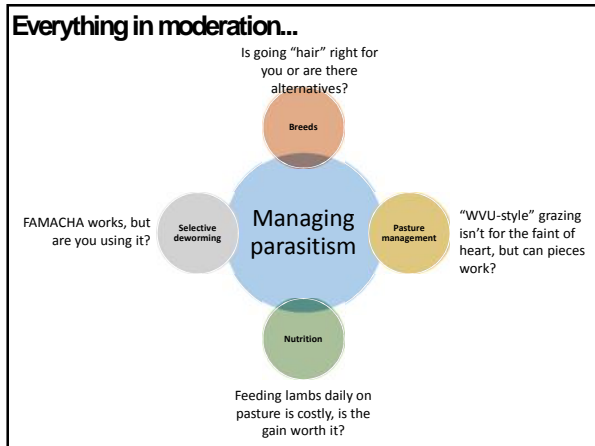 Everything in moderation...
Is going “hair” right for
you or are there
alternatives?
Breeds
FAMACHA works, but
are you using it?
Selective
deworming
Managing
parasitism
Pasture
management
“WVU-style” grazing
isn’t for the faint of
heart, but can pieces
work?
Nutrition
Feeding lambs daily on
pasture is costly, is the
gain worth it?